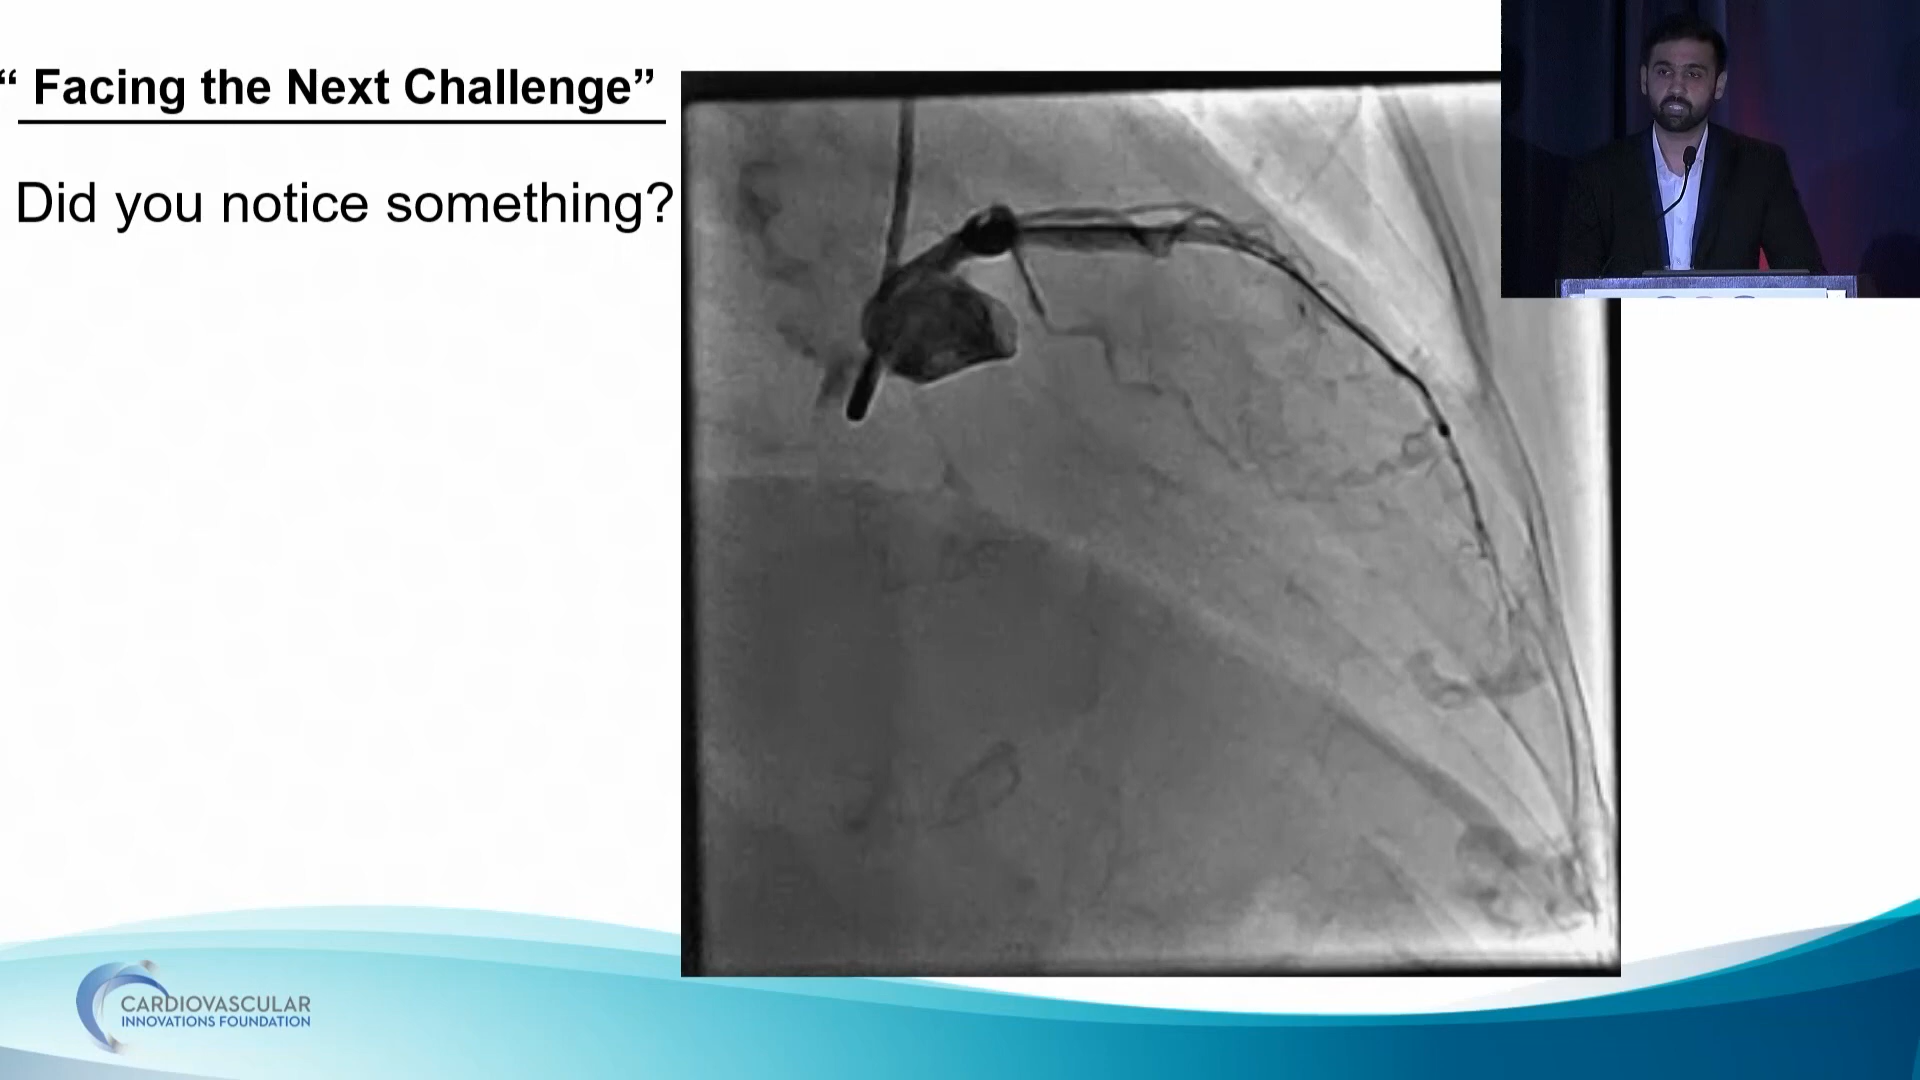 “ Facing the Next Challenge”
Did you notice something?
CARDIOVASCULAR
INNOVATIONS FOUNDATION